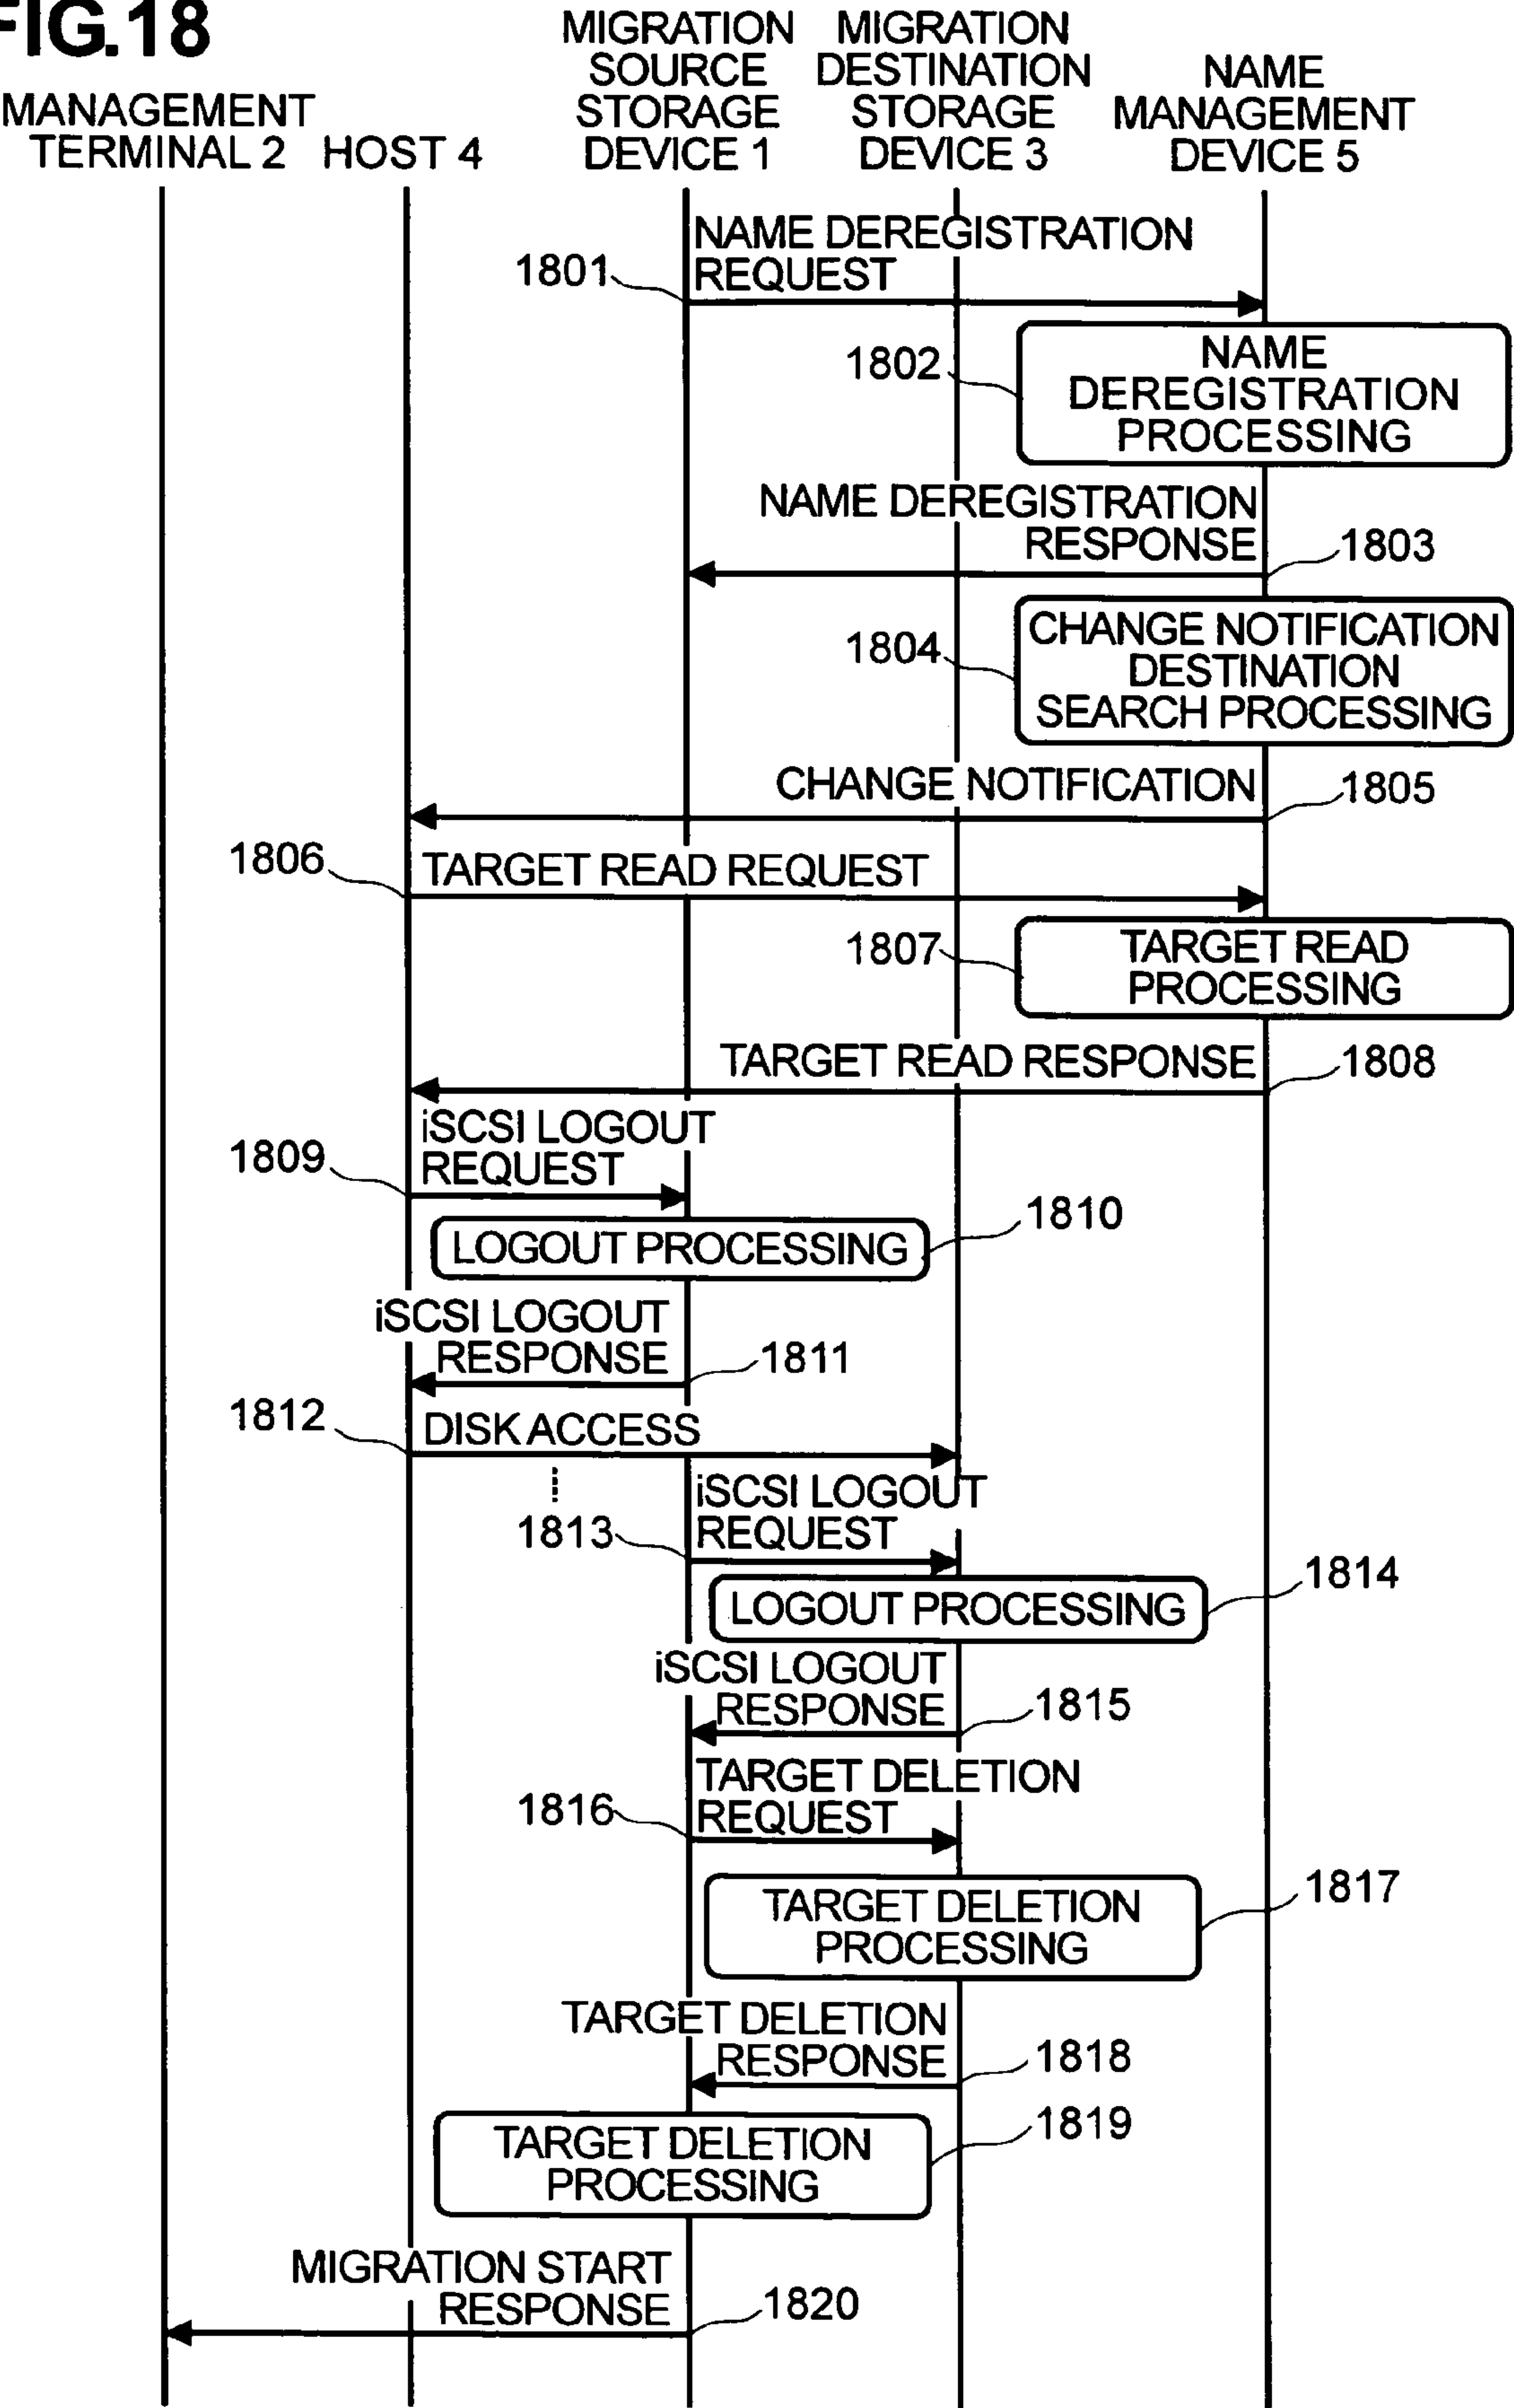 FIG.18
MANAGEMENT
TERMINAL 2
HOST 4
MIGRATION
SOURCE
STORAGE
DEVICE 1
MIGRATION
DESTINATION
STORAGE
DEVICE 3
NAME
MANAGEMENT
DEVICE 5
NAME DEREGISTRATION
REQUEST
1801
1802
NAME
DEREGISTRATION
PROCESSING
NAME DEREGISTRATION
RESPONSE
1803
1804
CHANGE NOTIFICATION
DESTINATION
SEARCH PROCESSING
CHANGE NOTIFICATION
1805
1806
TARGET READ REQUEST
1807
TARGET READ
PROCESSING
TARGET READ RESPONSE
1808
iSCSI LOGOUT
REQUEST
1809
LOGOUT PROCESSING
1810
iSCSI LOGOUT
RESPONSE
1811
1812
DISK ACCESS
iSCSI LOGOUT
REQUEST
1813
LOGOUT PROCESSING
1814
iSCSI LOGOUT
RESPONSE
1815
TARGET DELETION
REQUEST
1816
TARGET DELETION
PROCESSING
1817
TARGET DELETION
RESPONSE
1818
TARGET DELETION
PROCESSING
1819
MIGRATION START
RESPONSE
1820